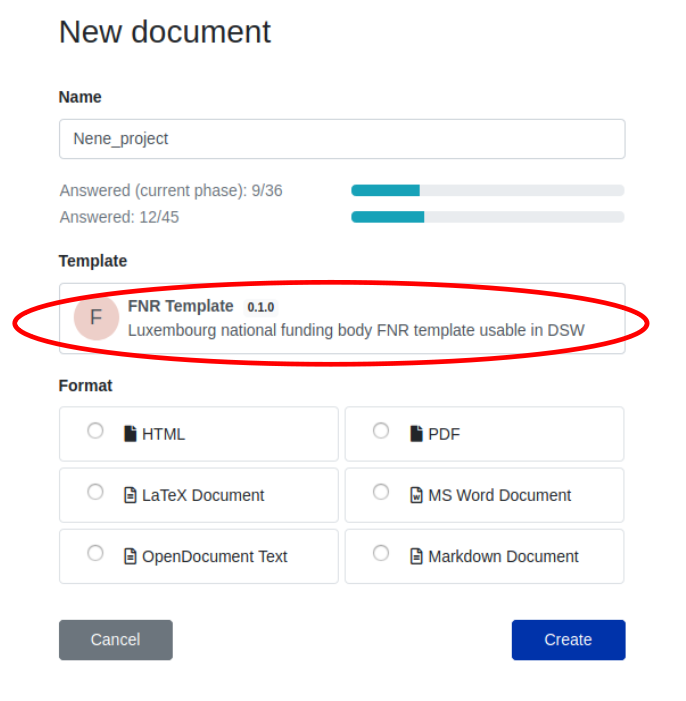 New document
Name
Nene_project
Answered (current phase): 9/36
Answered: 12/45
Template
F
FNR Template 0.1.0
Luxembourg national funding body FNR template usable in DSW
Format
HTML
PDF
LaTeX Document
MS Word Document
OpenDocument Text
Markdown Document
Cancel
Create